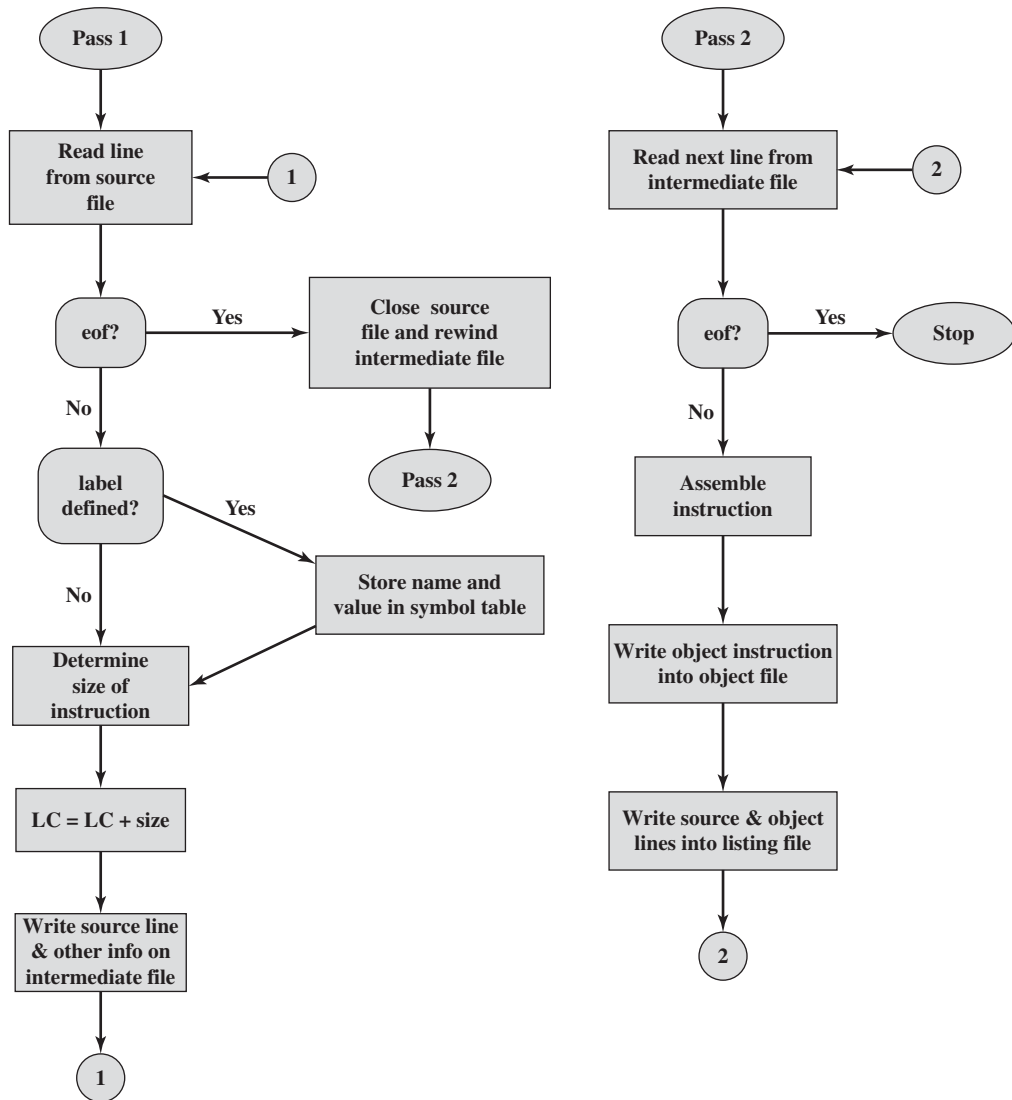 Pass 1
Read line
from source
file
1
eof?
Yes
Close source
file and rewind
intermediate file
No
Pass 2
label
defined?
Yes
Store name and
value in symbol table
No
Determine
size of
instruction
LC = LC + size
Write source line
& other info on
intermediate file
1
Pass 2
Read next line from
intermediate file
2
eof?
Yes
Stop
No
Assemble
instruction
Write object instruction
into object file
Write source & object
lines into listing file
2